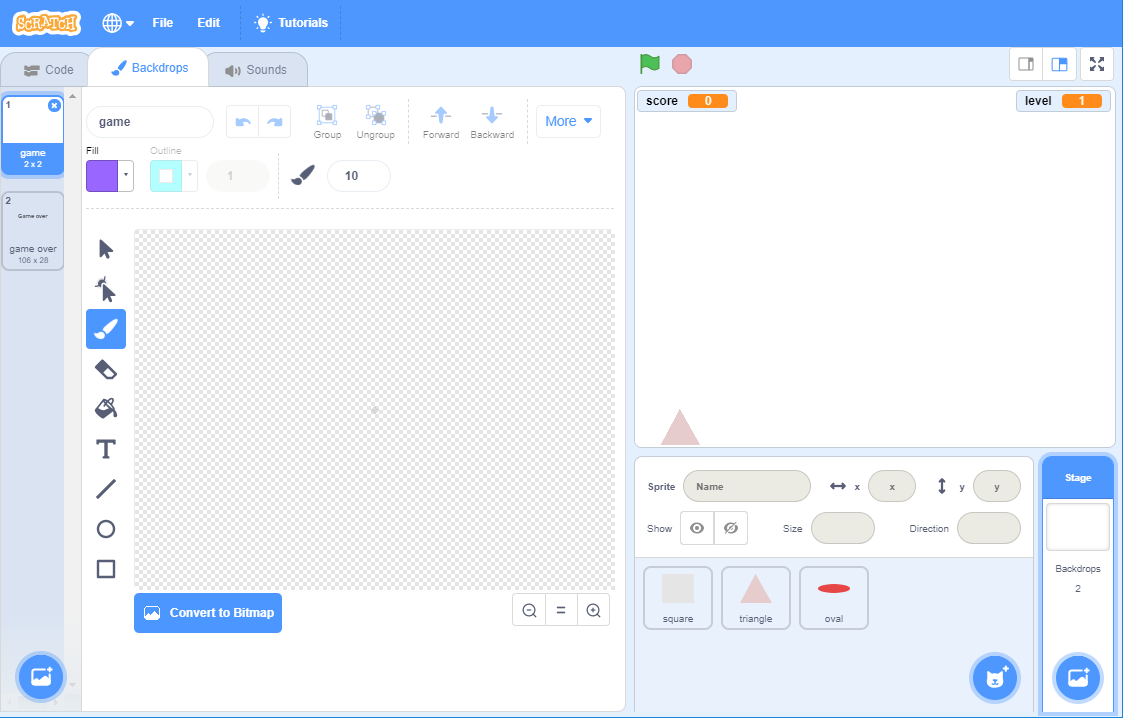 SCRATCH
File
Edit
Tutorials
Code
Backdrops
Sounds
1
game
2 x 2
2
Game over
game over
106 x 28
game
Group
Ungroup
Forward
Backward
More
Fill
Outline
1
10
Convert to Bitmap
score 0
level 1
Sprite
Name
x
x
y
y
Show
Size
Direction
square
triangle
oval
Stage
Backdrops
2